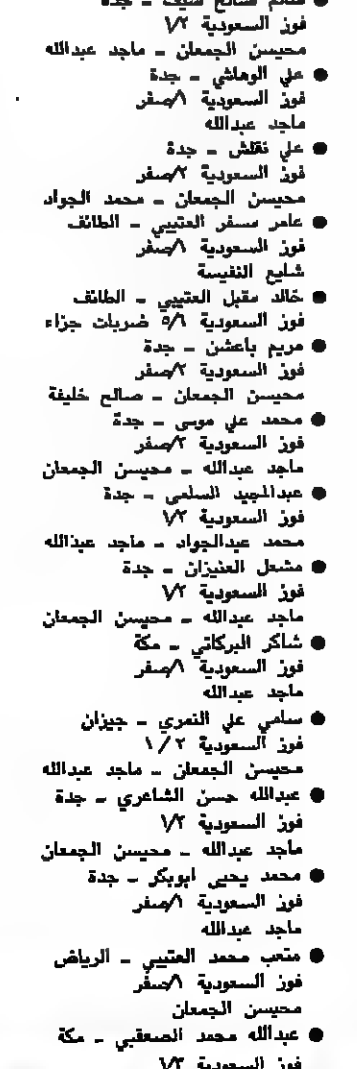 ● سالم صالح سيف - جدة
فوز السعودية ١/٢
محيسن الجمعان - ماجد عبدالله
● علي الوهاشي - جدة
فوز السعودية ١/صفر
ماجد عبدالله
● علي نقلش - جدة
فوز السعودية ٢/صفر
محيسن الجمعان - محمد الجواد
● عامر مسفر العتيبي - الطائف
فوز السعودية ١/صفر
شايع النفيسة
● خالد مقبل العتيبي - الطائف
فوز السعودية ٥/٦ ضربات جزاء
● مريم باعشن - جدة
فوز السعودية ٢/صفر
محيسن الجمعان - صالح خليفة
● محمد علي موسى - جدة
فوز السعودية ٢/صفر
ماجد عبدالله - محيسن الجمعان
● عبدالمجيد السلمي - جدة
فوز السعودية ١/٢
محمد عبدالجواد - ماجد عبدالله
● مشعل العنيزان - جدة
فوز السعودية ١/٢
ماجد عبدالله - محيسن الجمعان
● شاكر البركاتي - مكة
فوز السعودية ١/صفر
ماجد عبدالله
● سامي علي النمري - جيزان
فوز السعودية ١/٢
محيسن الجمعان - ماجد عبدالله
● عبدالله حسن الشاعري - جدة
فوز السعودية ١/٢
ماجد عبدالله - محيسن الجمعان
● محمد يحيى ابوبكر - جدة
فوز السعودية ١/صفر
ماجد عبدالله
● متعب محمد العتيبي - الرياض
فوز السعودية ١/صفر
محيسن الجمعان
● عبدالله محمد الصعقبي - مكة
فوز السعودية ١/٣